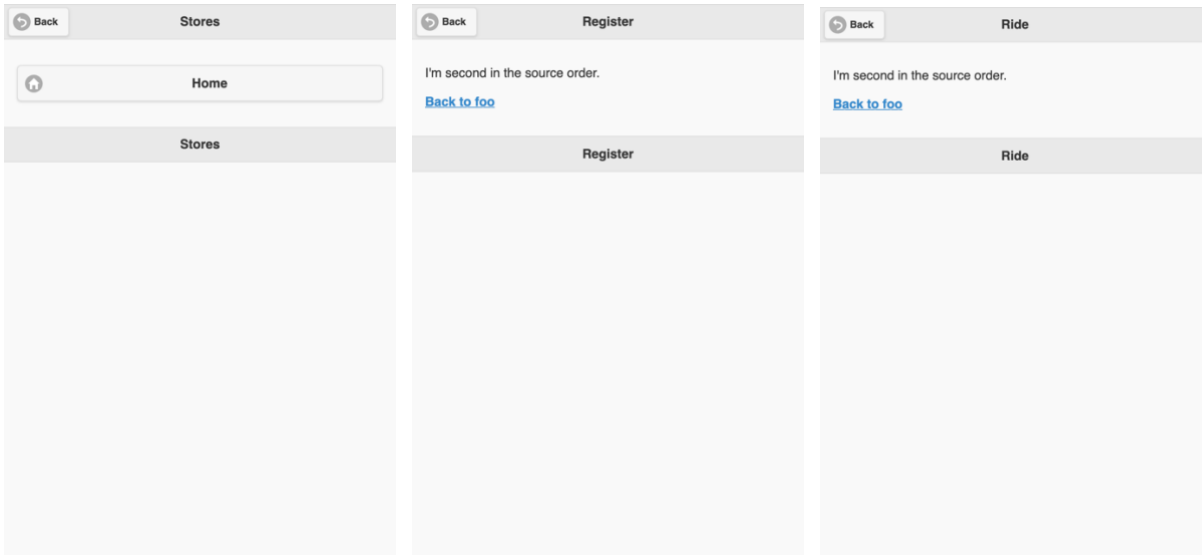 Back
Stores
Home
Stores
Back
Register
I'm second in the source order.
Back to foo
Register
Back
Ride
I'm second in the source order.
Back to foo
Ride